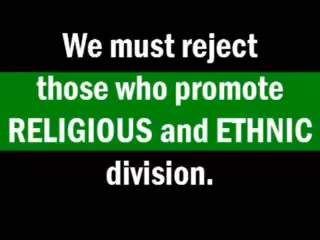 We must reject
those who promote
RELIGIOUS and ETHNIC
division.